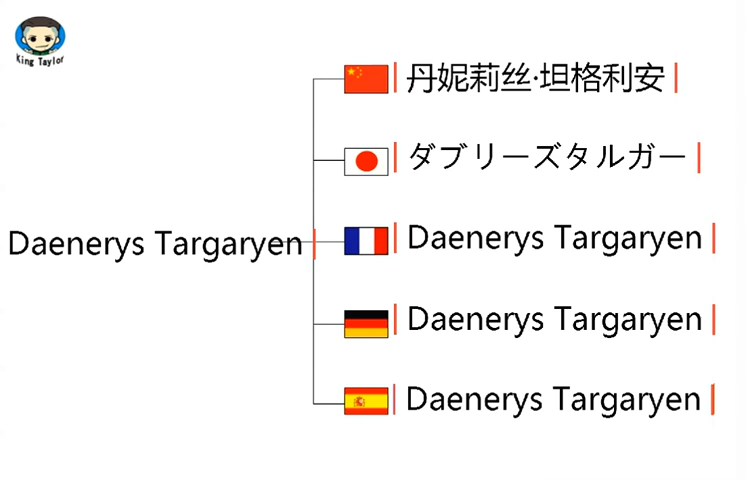 King Taylor
丹妮莉丝·坦格利安
ダブリーズタルガー
Daenerys Targaryen
Daenerys Targaryen
Daenerys Targaryen
Daenerys Targaryen